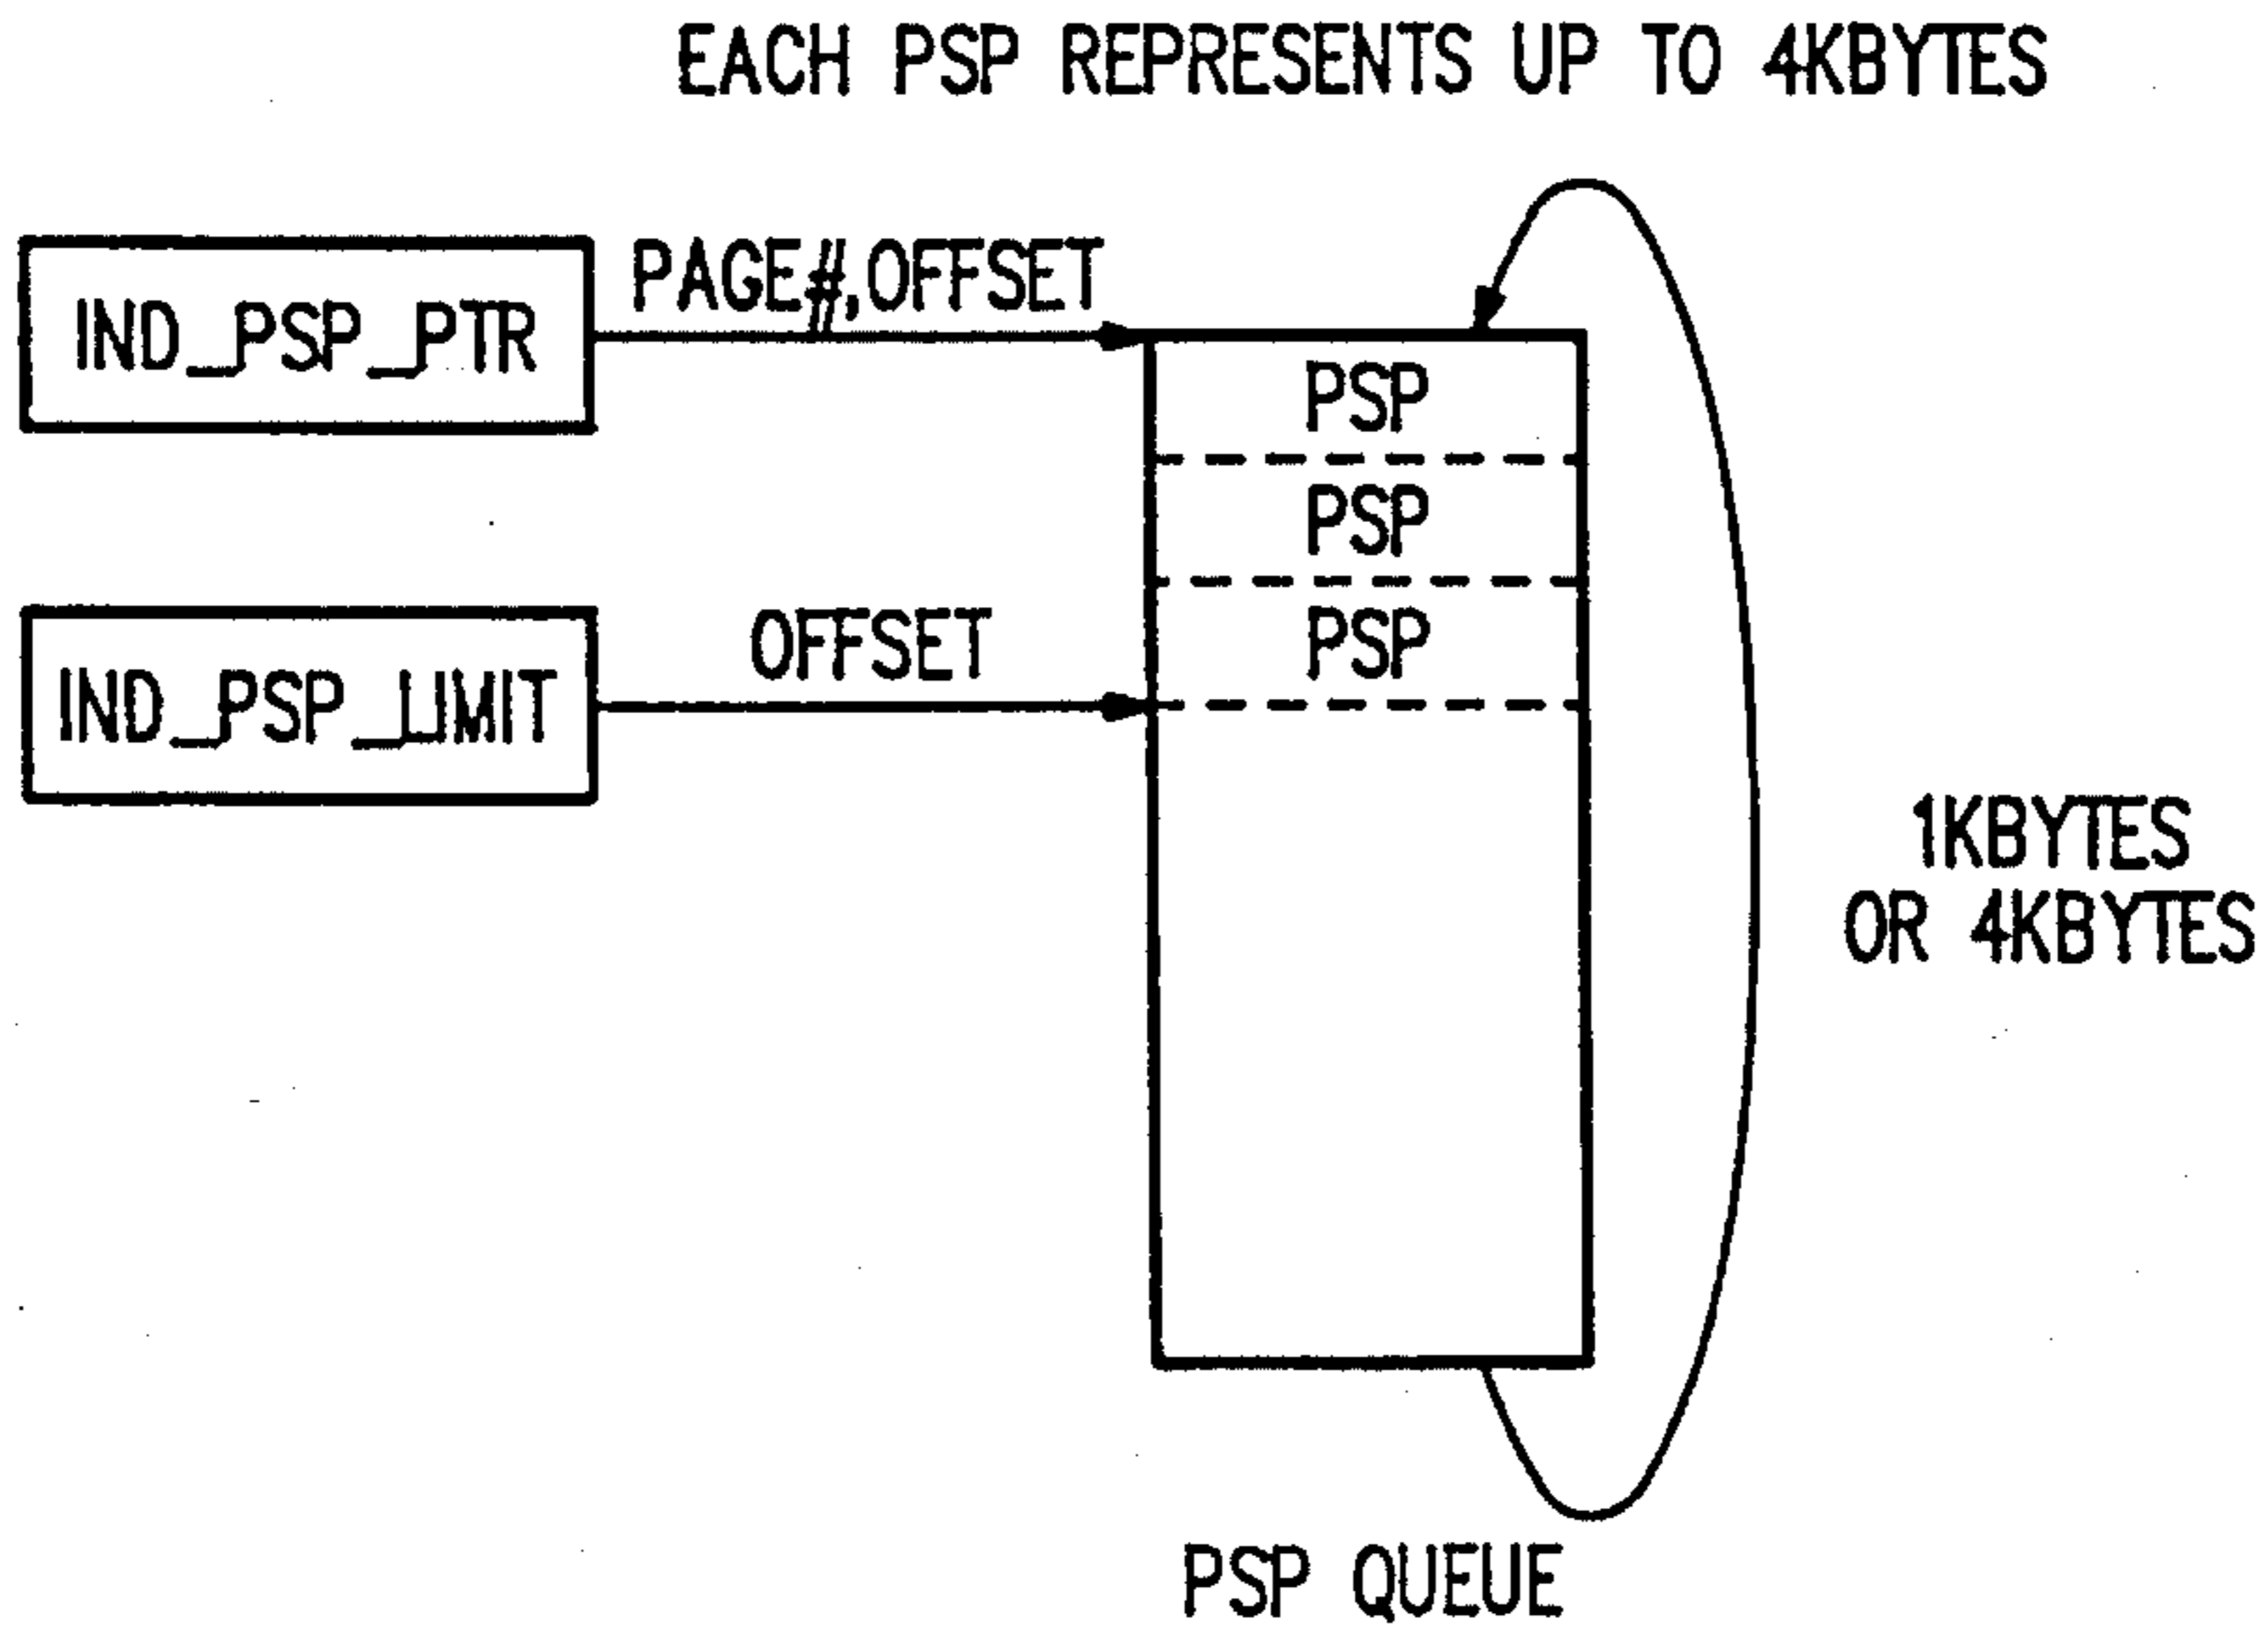 EACH PSP REPRESENTS UP TO 4KBYTES
IND_PSP_PTR
PAGE#,OFFSET
PSP
PSP
PSP
IND_PSP_LIMIT
OFFSET
1KBYTES
OR 4KBYTES
PSP QUEUE